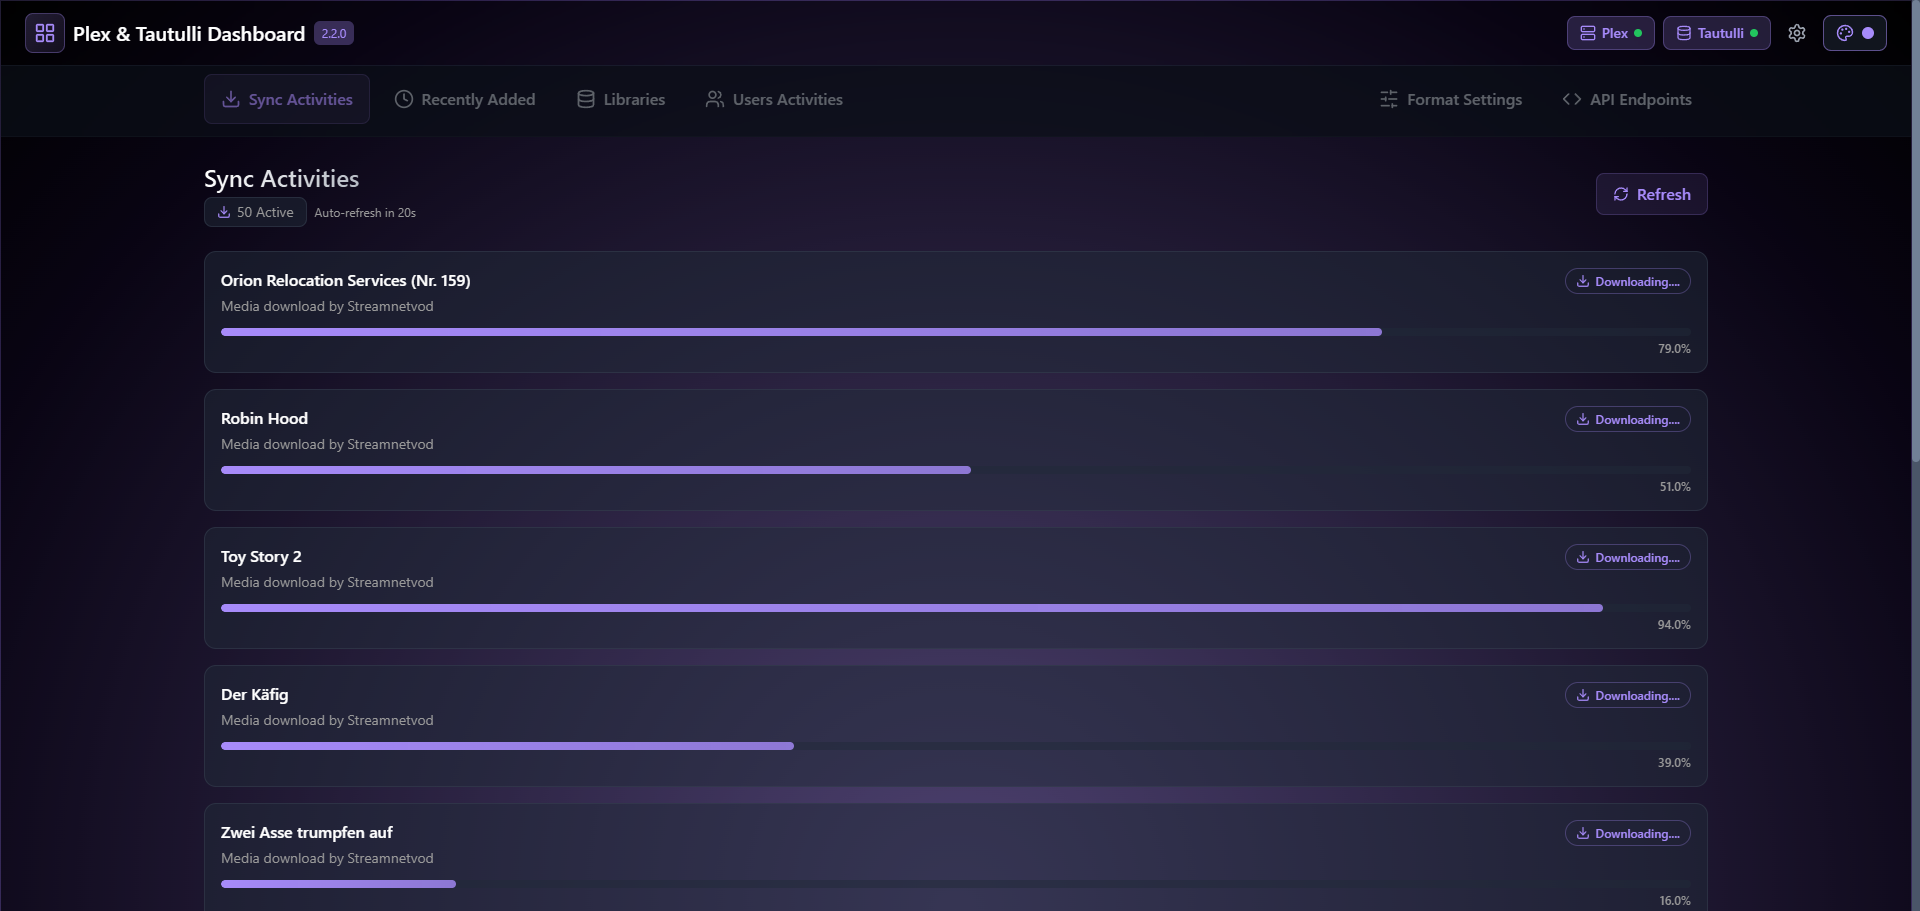 Plex & Tautulli Dashboard 2.2.0 Plex Tautulli
Sync Activities Recently Added Libraries Users Activities Format Settings API Endpoints
Sync Activities
50 Active Auto-refresh in 20s
Refresh
Orion Relocation Services (Nr. 159) Downloading....
Media download by Streamnetvod
79.0%
Robin Hood Downloading....
Media download by Streamnetvod
51.0%
Toy Story 2 Downloading....
Media download by Streamnetvod
94.0%
Der Käfig Downloading....
Media download by Streamnetvod
39.0%
Zwei Asse trumpfen auf Downloading....
Media download by Streamnetvod
16.0%